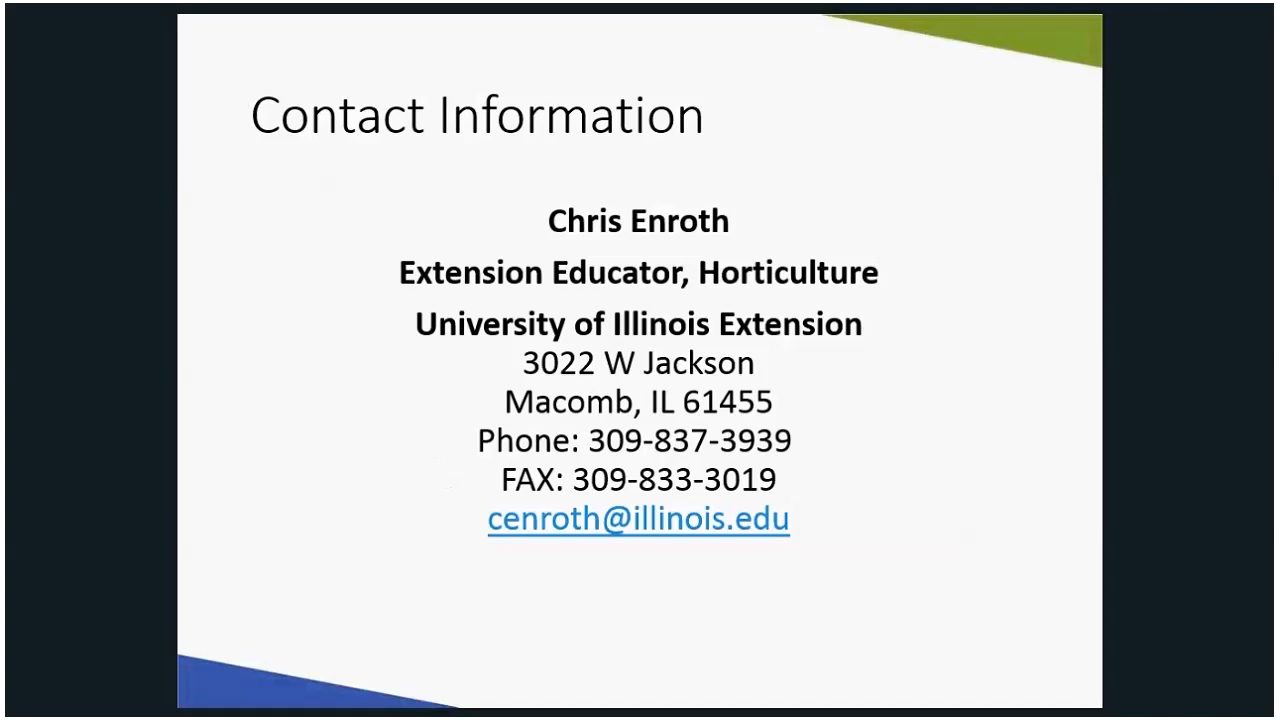 Contact Information
Chris Enroth
Extension Educator, Horticulture
University of Illinois Extension
3022 W Jackson
Macomb, IL 61455
Phone: 309-837-3939
FAX: 309-833-3019
cenroth@illinois.edu